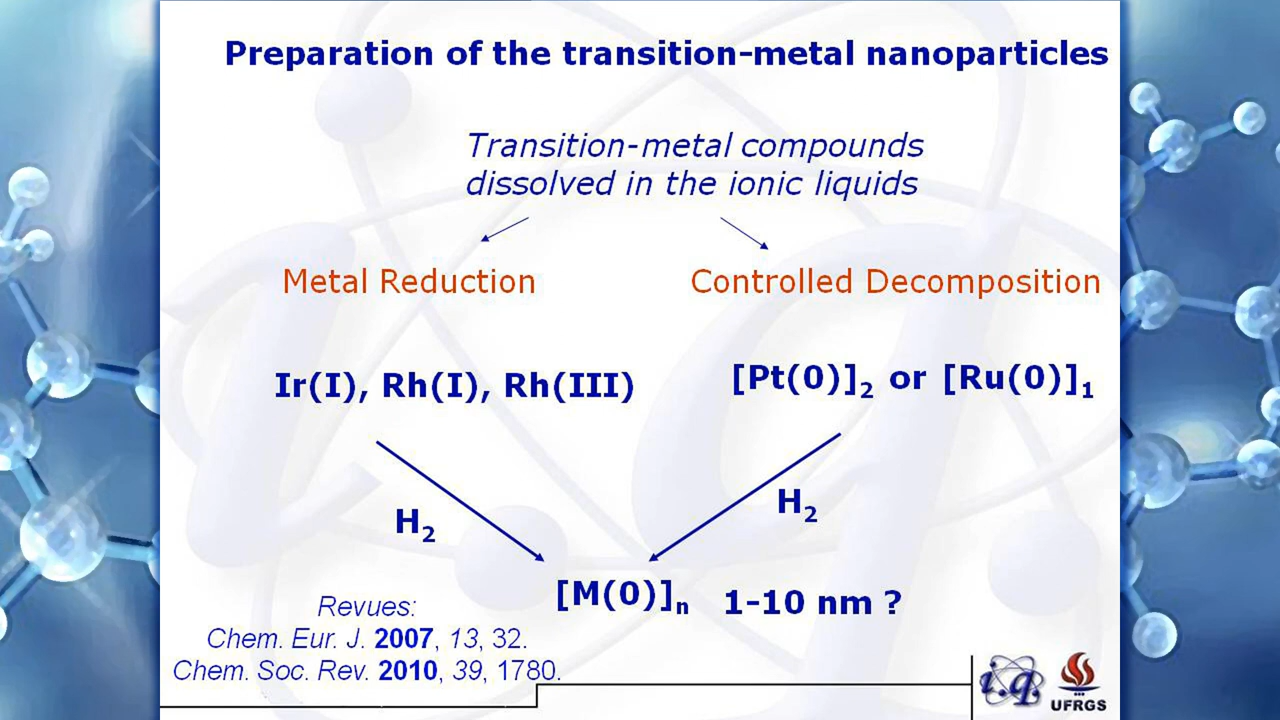 Preparation of the transition-metal nanoparticles
Transition-metal compounds
dissolved in the ionic liquids
Metal Reduction
Controlled Decomposition
Ir(I), Rh(I), Rh(III)
[Pt(0)]₂ or [Ru(0)]₁
H₂
H₂
[M(0)]ₙ 1-10 nm ?
Revues:
Chem. Eur. J. 2007, 13, 32.
Chem. Soc. Rev. 2010, 39, 1780.
i.q.
UFRGS